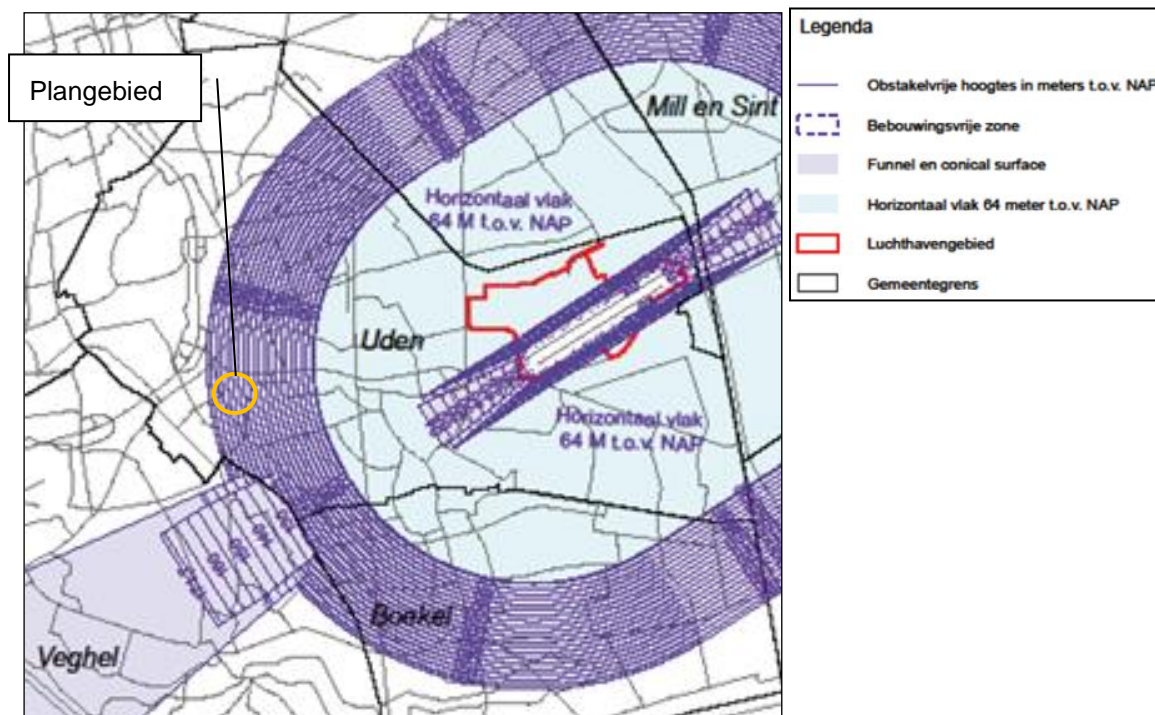 Plangebied
Mill en Sint
Horizontaal vlak
64 M t.o.v. NAP
Uden
Horizontaal vlak
64 M t.o.v. NAP
Boekel
Veghel
Legenda
Obstakelvrije hoogtes in meters t.o.v. NAP
Bebouwingsvrije zone
Funnel en conical surface
Horizontaal vlak 64 meter t.o.v. NAP
Luchthavengebied
Gemeentegrens